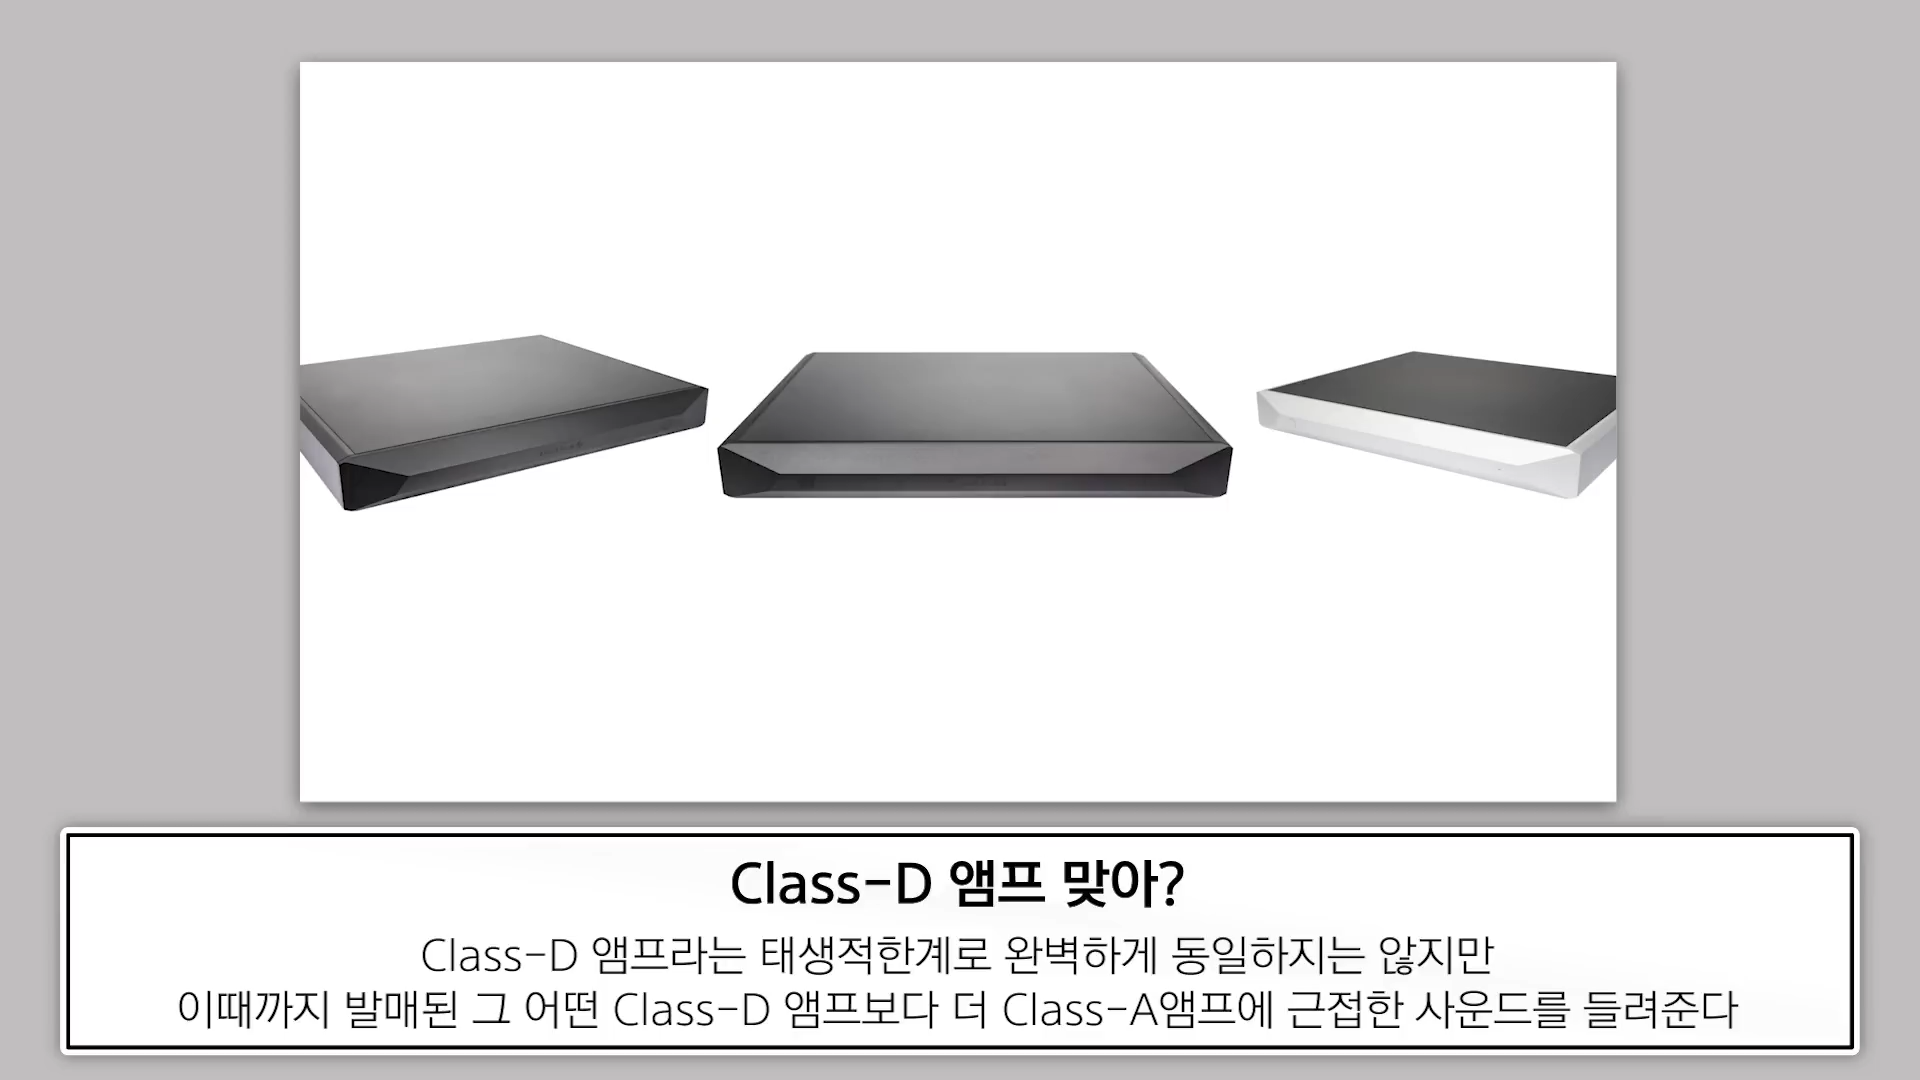 Class-D 앰프 맞아?
Class-D 앰프라는 태생적한계로 완벽하게 동일하지는 않지만
이때까지 발매된 그 어떤 Class-D 앰프보다 더 Class-A앰프에 근접한 사운드를 들려준다